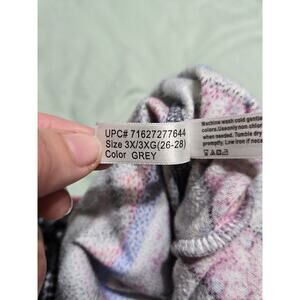 UPC# 71627277644
Size 3X/3XG(26-28)
Color GREY
Machine wash cold gentle
colors. Use only non chlor
when needed. Tumble dry
promptly. Low iron if nece